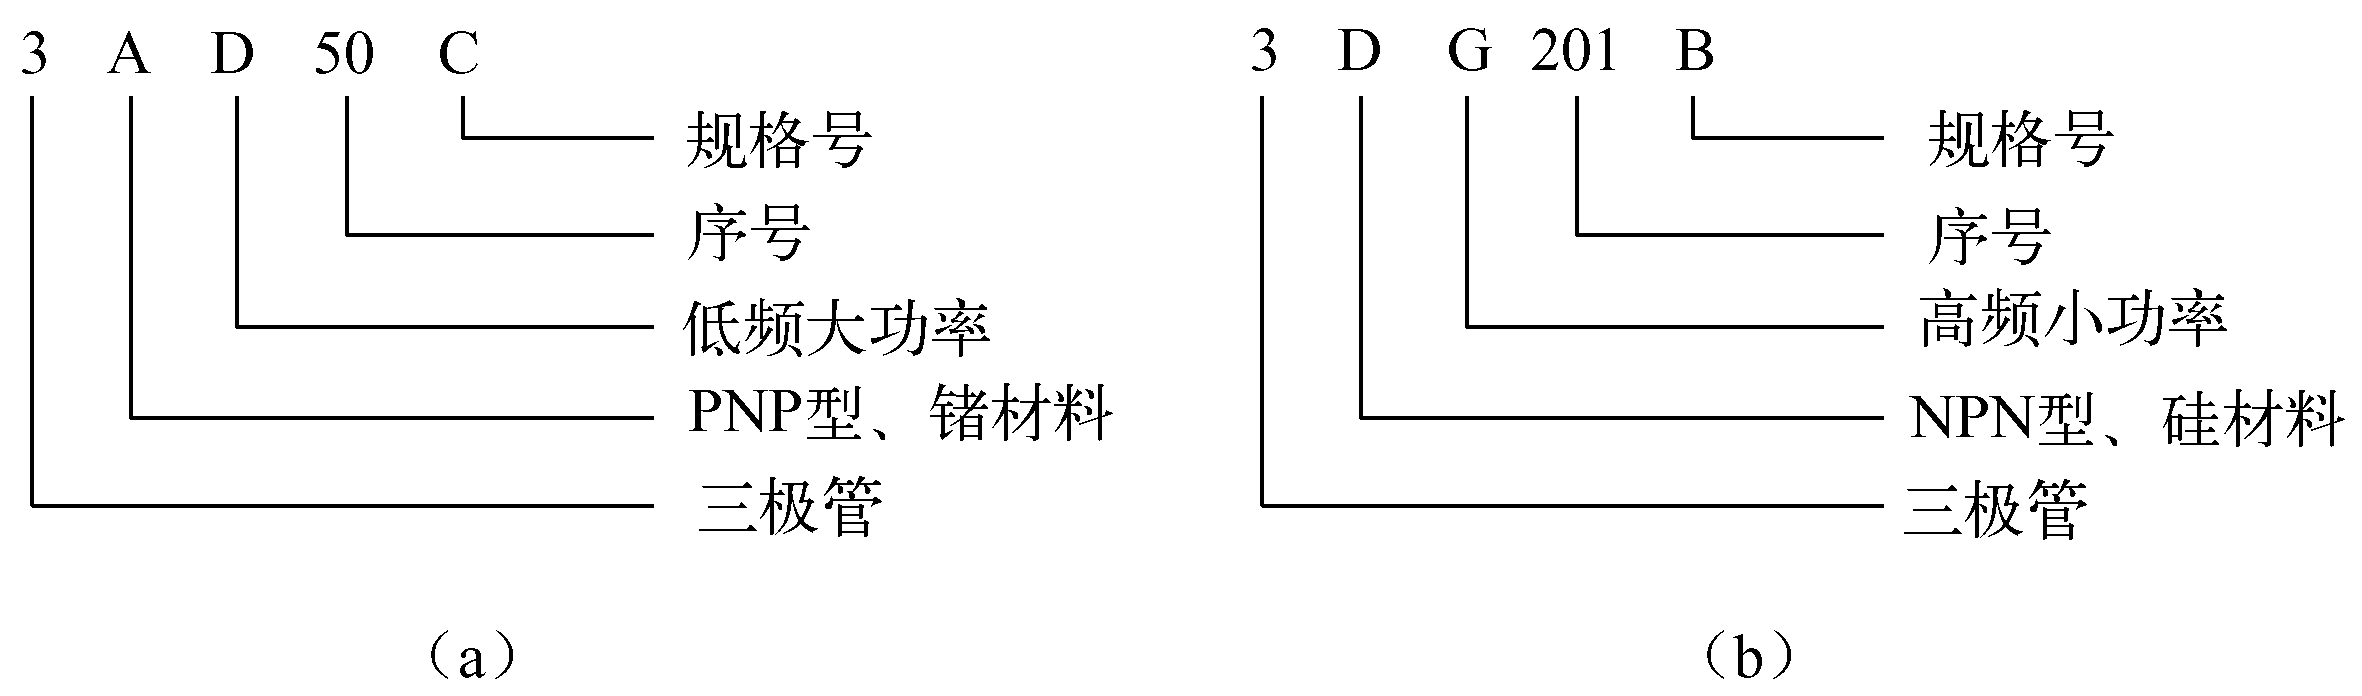 3 A D 50 C
规格号
序号
低频大功率
PNP型、锗材料
三极管
(a)
3 D G 201 B
规格号
序号
高频小功率
NPN型、硅材料
三极管
(b)